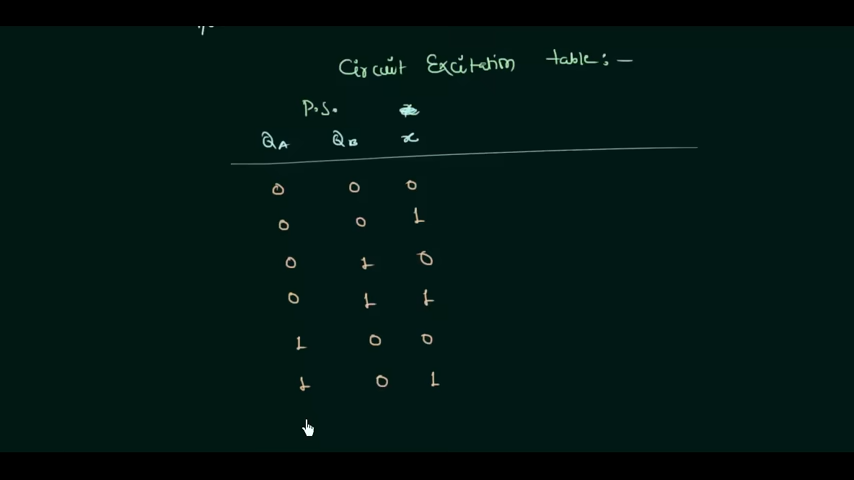 Circuit Excitation table:-
P.S.
QA QB x
0 0 0
0 0 1
0 1 0
0 1 1
1 0 0
1 0 1